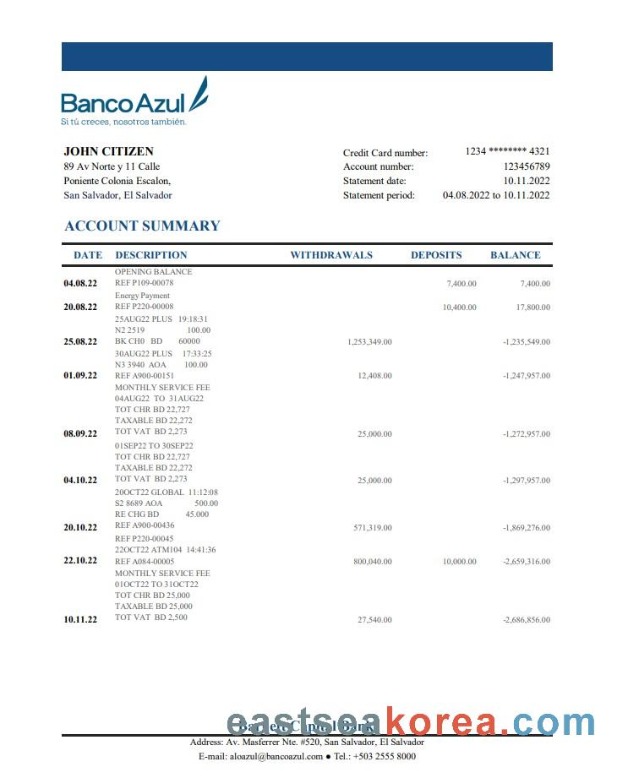 BancoAzul
Si tú creces, nosotros también.
JOHN CITIZEN
89 Av Norte y 11 Calle
Poniente Colonia Escalon,
San Salvador, El Salvador
Credit Card number: 1234 ******** 4321
Account number: 123456789
Statement date: 10.11.2022
Statement period: 04.08.2022 to 10.11.2022
ACCOUNT SUMMARY
DATE DESCRIPTION WITHDRAWALS DEPOSITS BALANCE
OPENING BALANCE
04.08.22 REF P109-00078 7,400.00 7,400.00
Energy Payment
20.08.22 REF P220-00008 10,400.00 17,800.00
25AUG22 PLUS 19:18:31
N2 2519 100.00
25.08.22 BK CH0 BD 60000 1,253,349.00 -1,235,549.00
30AUG22 PLUS 17:33:25
N3 3940 AOA 100.00
01.09.22 REF A900-00151 12,408.00 -1,247,957.00
MONTHLY SERVICE FEE
04AUG22 TO 31AUG22
TOT CHR BD 22,727
TAXABLE BD 22,272
08.09.22 TOT VAT BD 2,273 25,000.00 -1,272,957.00
01SEP22 TO 30SEP22
TOT CHR BD 22,727
TAXABLE BD 22,272
04.10.22 TOT VAT BD 2,273 25,000.00 -1,297,957.00
20OCT22 GLOBAL 11:12:08
S2 8689 AOA 500.00
RE CHG BD 45.000
20.10.22 REF A900-00436 571,319.00 -1,869,276.00
REF P220-00045
22OCT22 ATM104 14:41:36
22.10.22 REF A084-00005 800,040.00 10,000.00 -2,659,316.00
MONTHLY SERVICE FEE
01OCT22 TO 31OCT22
TOT CHR BD 25,000
TAXABLE BD 25,000
10.11.22 TOT VAT BD 2,500 27,540.00 -2,686,856.00
eastseakorea.com
Address: Av. Masferrer Nte. #520, San Salvador, El Salvador
E-mail: aloazul@bancoazul.com ● Tel.: +503 2555 8000